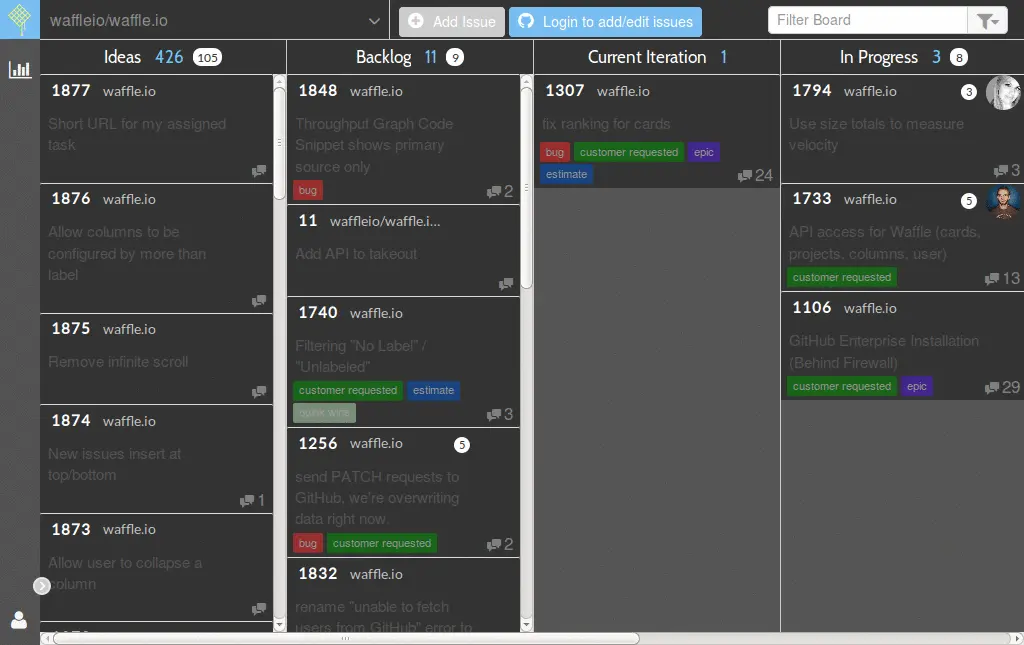 waffleio/waffle.io
Add Issue
Login to add/edit issues
Filter Board
Ideas 426 105
1877 waffle.io
Short URL for my assigned
task
1876 waffle.io
Allow columns to be
configured by more than
label
1875 waffle.io
Remove infinite scroll
1874 waffle.io
New issues insert at
top/bottom
1
1873 waffle.io
Allow user to collapse a
column
Backlog 11 9
1848 waffle.io
Throughput Graph Code
Snippet shows primary
source only
bug 2
11 waffleio/waffle.i...
Add API to takeout
1740 waffle.io
Filtering "No Label" /
"Unlabeled"
customer requested estimate
quick wins 3
1256 waffle.io 5
send PATCH requests to
GitHub, we're overwriting
data right now.
bug customer requested 2
1832 waffle.io
rename "unable to fetch
users from GitHub" error to
Current Iteration 1
1307 waffle.io
fix ranking for cards
bug customer requested epic
estimate 24
In Progress 3 8
1794 waffle.io 3
Use size totals to measure
velocity
3
1733 waffle.io 5
API access for Waffle (cards,
projects, columns, user)
customer requested 13
1106 waffle.io
GitHub Enterprise Installation
(Behind Firewall)
customer requested epic 29